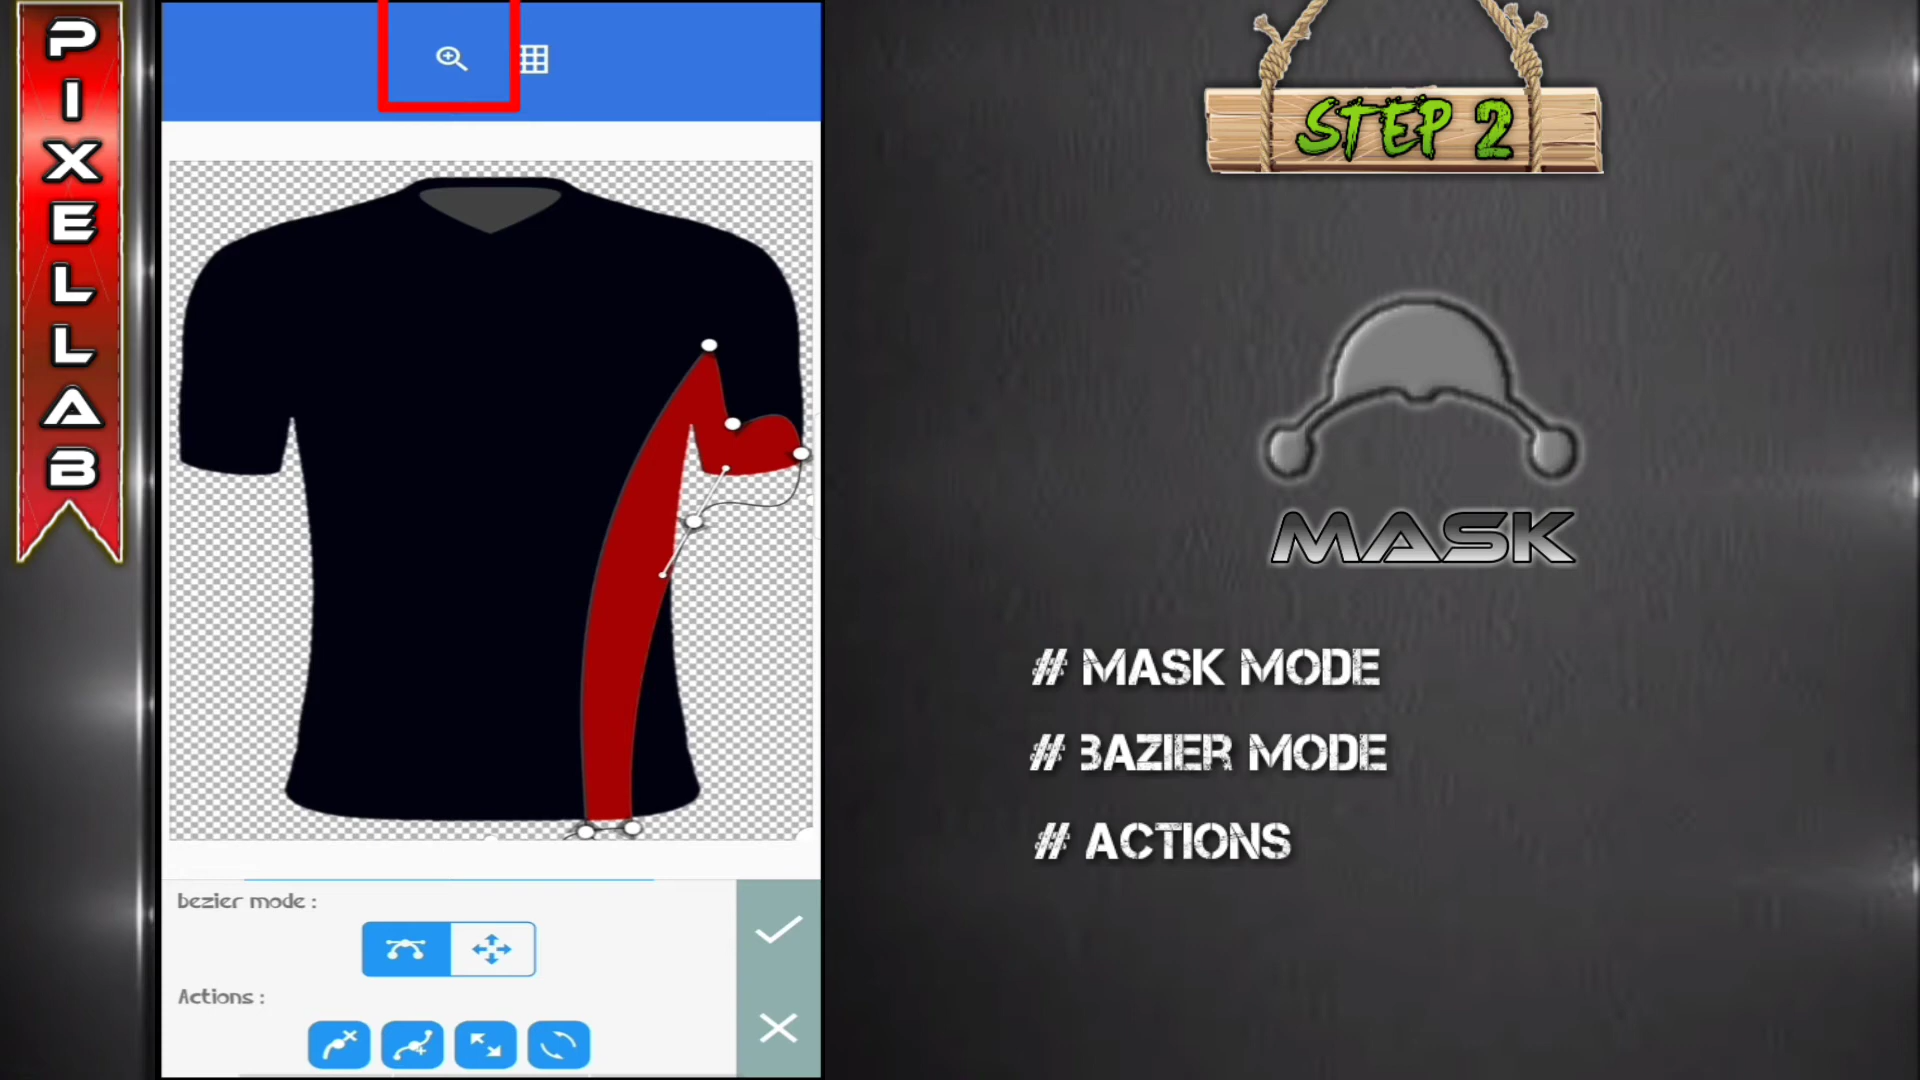 PIXELLAB
STEP 2
MASK
# MASK MODE
# BAZIER MODE
# ACTIONS
bezier mode :
Actions :